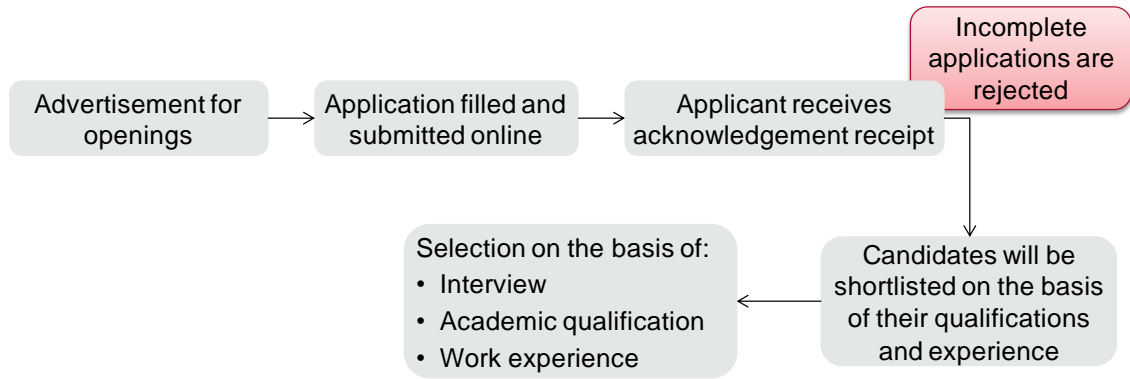 Incomplete
applications are
rejected
Advertisement for
openings
Application filled and
submitted online
Applicant receives
acknowledgement receipt
Candidates will be
shortlisted on the basis
of their qualifications
and experience
Selection on the basis of:
• Interview
• Academic qualification
• Work experience